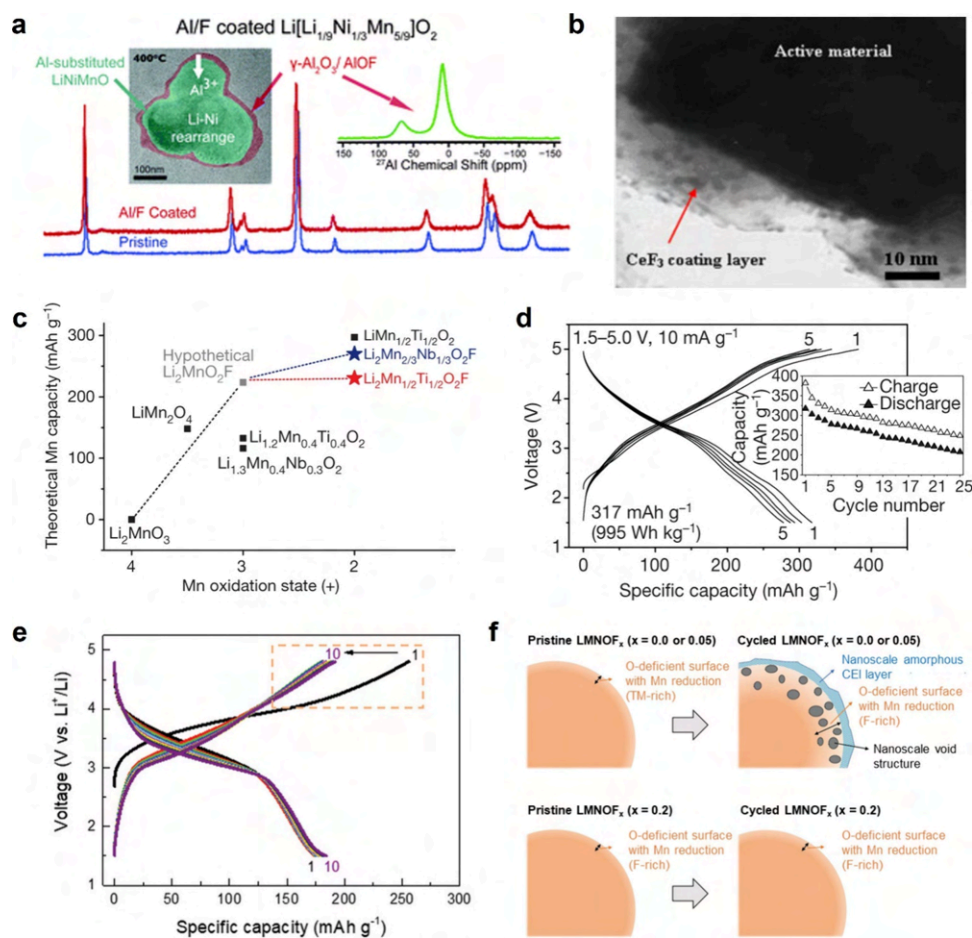 a
Al/F coated Li[Li1/9Ni1/3Mn5/9]O2
Al-substituted
LiNiMnO
400°C
Al3+
Li-Ni
rearrange
100nm
γ-Al2O3/ AlOF
150 100 50 0 -50 -100 -150
27Al Chemical Shift (ppm)
Al/F Coated
Pristine
b
Active material
CeF3 coating layer
10 nm
c
Theoretical Mn capacity (mAh g−1)
300
200
100
0
Hypothetical
Li2MnO2F
LiMn1/2Ti1/2O2
Li2Mn2/3Nb1/3O2F
Li2Mn1/2Ti1/2O2F
LiMn2O4
Li1.2Mn0.4Ti0.4O2
Li1.3Mn0.4Nb0.3O2
Li2MnO3
4 3 2 1
Mn oxidation state (+)
d
1.5–5.0 V, 10 mA g−1
5 1
Voltage (V)
5
4
3
2
1
Capacity
(mAh g−1)
400
350
300
250
200
150
Charge
Discharge
1 5 9 13 17 21 25
Cycle number
317 mAh g−1
(995 Wh kg−1)
5 1
0 100 200 300 400
Specific capacity (mAh g−1)
e
Voltage (V vs. Li+/Li)
5
4
3
2
1
10 1
1 10
0 50 100 150 200 250 300
Specific capacity (mAh g−1)
f
Pristine LMNOFx (x = 0.0 or 0.05)
O-deficient surface
with Mn reduction
(TM-rich)
Cycled LMNOFx (x = 0.0 or 0.05)
Nanoscale amorphous
CEI layer
O-deficient surface
with Mn reduction
(F-rich)
Nanoscale void
structure
Pristine LMNOFx (x = 0.2)
O-deficient surface
with Mn reduction
(F-rich)
Cycled LMNOFx (x = 0.2)
O-deficient surface
with Mn reduction
(F-rich)